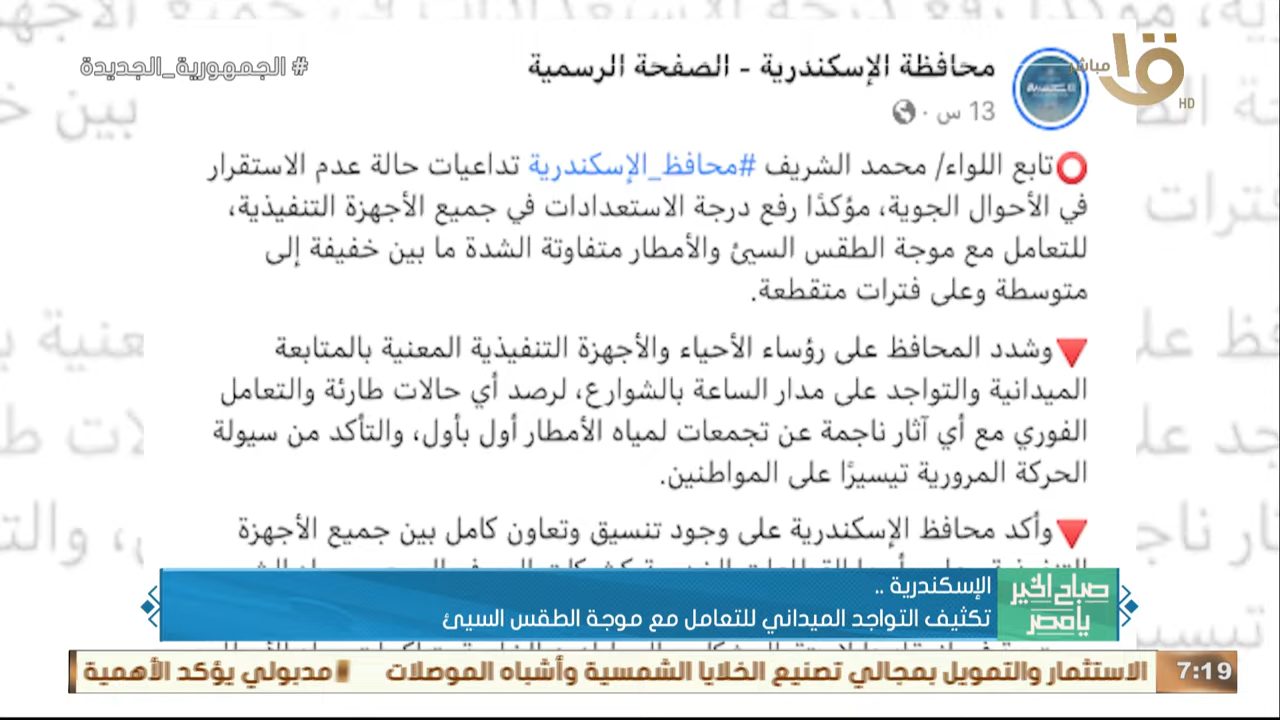 #الجمهورية_الجديدة
مباشر
HD
محافظة الإسكندرية - الصفحة الرسمية
13 س ·
تابع اللواء/ محمد الشريف #محافظ_الإسكندرية تداعيات حالة عدم الاستقرار
في الأحوال الجوية، مؤكدًا رفع درجة الاستعدادات في جميع الأجهزة التنفيذية،
للتعامل مع موجة الطقس السيئ والأمطار متفاوتة الشدة ما بين خفيفة إلى
متوسطة وعلى فترات متقطعة.
وشدد المحافظ على رؤساء الأحياء والأجهزة التنفيذية المعنية بالمتابعة
الميدانية والتواجد على مدار الساعة بالشوارع، لرصد أي حالات طارئة والتعامل
الفوري مع أي آثار ناجمة عن تجمعات لمياه الأمطار أول بأول، والتأكد من سيولة
الحركة المرورية تيسيرًا على المواطنين.
وأكد محافظ الإسكندرية على وجود تنسيق وتعاون كامل بين جميع الأجهزة
صباح الخير
يا مصر
الإسكندرية ..
تكثيف التواجد الميداني للتعامل مع موجة الطقس السيئ
7:19
الاستثمار والتمويل بمجالي تصنيع الخلايا الشمسية وأشباه الموصلات
مدبولي يؤكد الأهمية